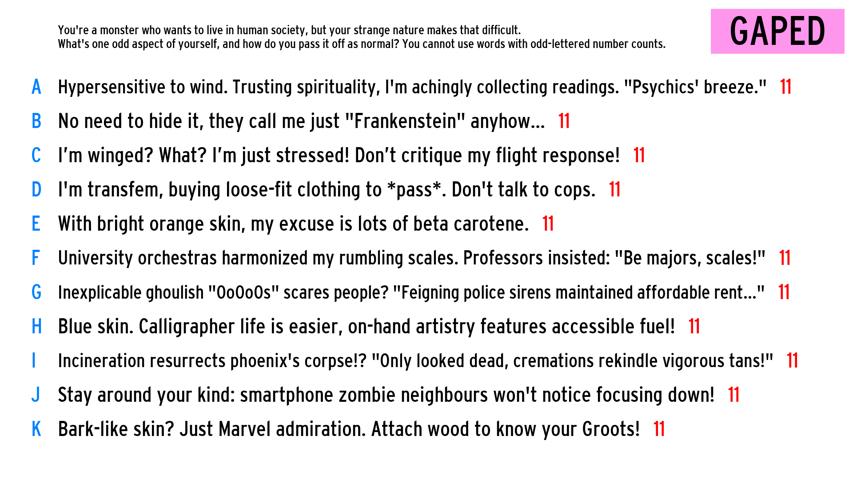 You're a monster who wants to live in human society, but your strange nature makes that difficult.
What's one odd aspect of yourself, and how do you pass it off as normal? You cannot use words with odd-lettered number counts.
GAPED
A Hypersensitive to wind. Trusting spirituality, I'm achingly collecting readings. "Psychics' breeze." 11
B No need to hide it, they call me just "Frankenstein" anyhow... 11
C I'm winged? What? I'm just stressed! Don't critique my flight response! 11
D I'm transfem, buying loose-fit clothing to *pass*. Don't talk to cops. 11
E With bright orange skin, my excuse is lots of beta carotene. 11
F University orchestras harmonized my rumbling scales. Professors insisted: "Be majors, scales!" 11
G Inexplicable ghoulish "OoOoOs" scares people? "Feigning police sirens maintained affordable rent..." 11
H Blue skin. Calligrapher life is easier, on-hand artistry features accessible fuel! 11
I Incineration resurrects phoenix's corpse!? "Only looked dead, cremations rekindle vigorous tans!" 11
J Stay around your kind: smartphone zombie neighbours won't notice focusing down! 11
K Bark-like skin? Just Marvel admiration. Attach wood to know your Groots! 11